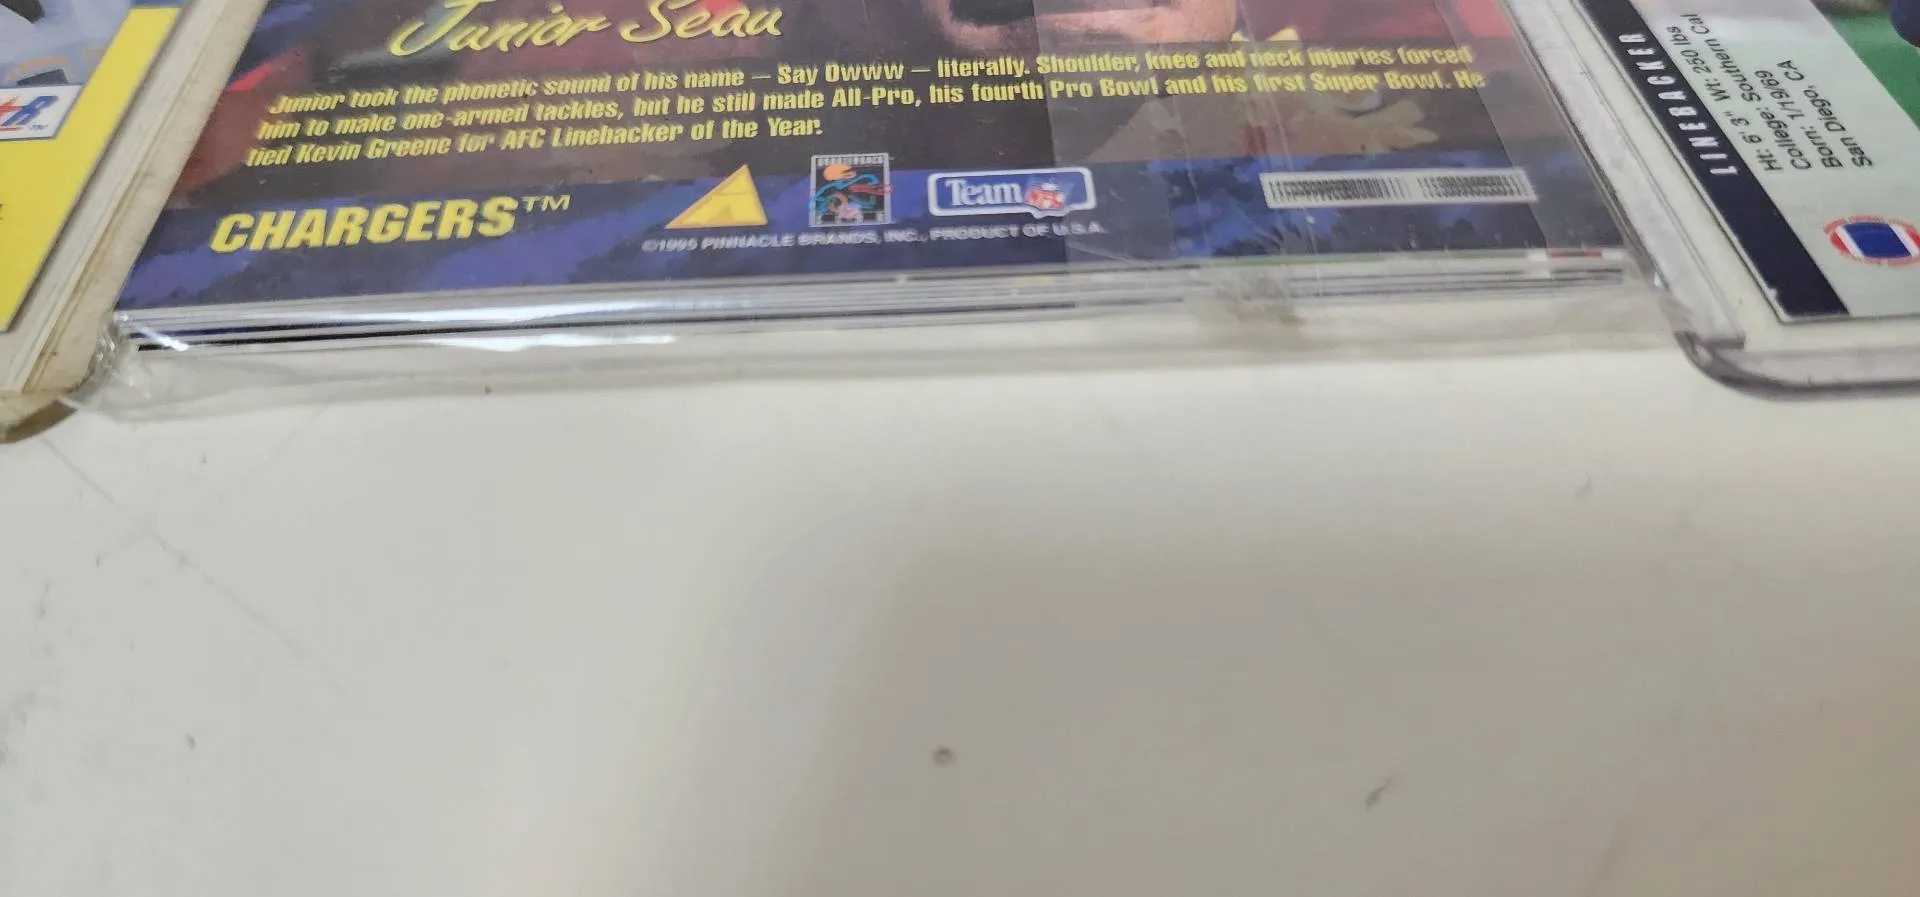 Junior Seau
Junior took the phonetic sound of his name — Say Owww — literally. Shoulder, knee and neck injuries forced
him to make one-armed tackles, but he still made All-Pro, his fourth Pro Bowl and his first Super Bowl. He
tied Kevin Greene for AFC Linebacker of the Year.
CHARGERS™
QUARTERBACK
Team NFL
©1995 PINNACLE BRANDS, INC., PRODUCT OF U.S.A.
LINEBACKER
Ht: 6' 3" Wt: 250 lbs
College: Southern Cal
Born: 1/19/69
San Diego, CA